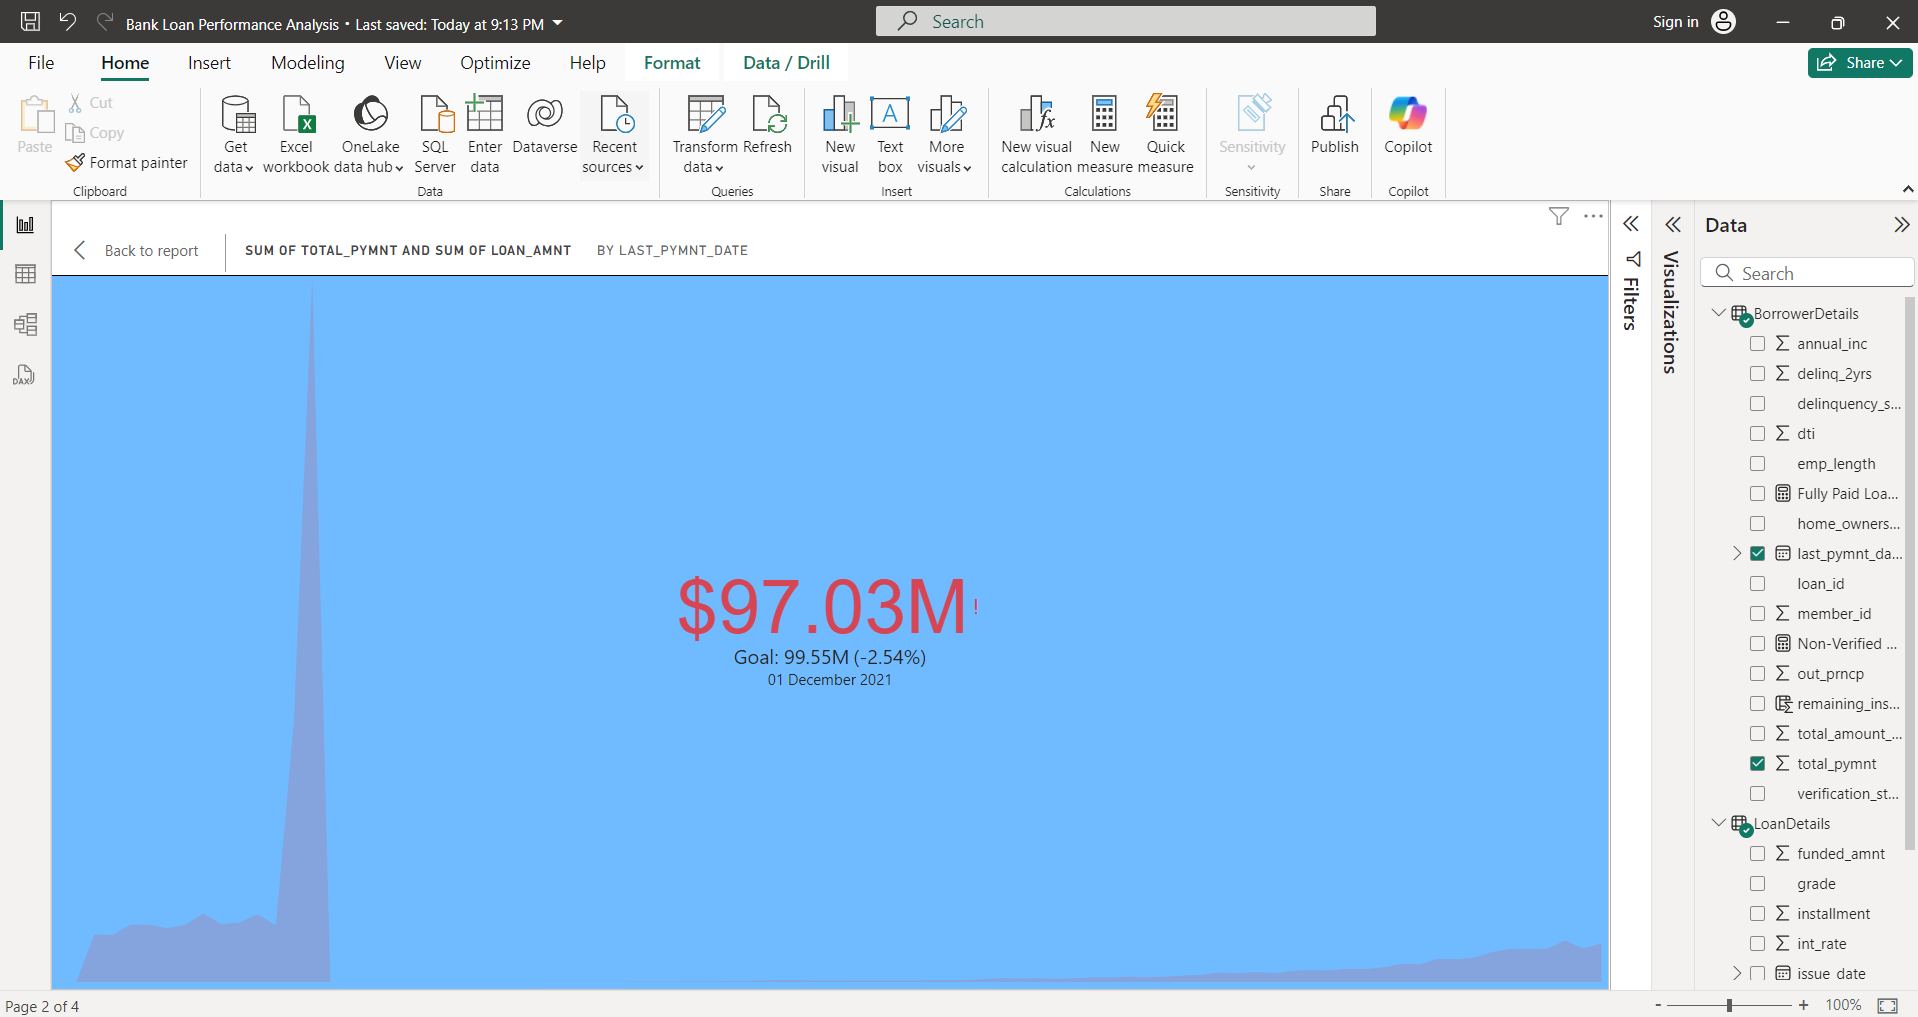 Bank Loan Performance Analysis • Last saved: Today at 9:13 PM
Search
Sign in
File
Home
Insert
Modeling
View
Optimize
Help
Format
Data / Drill
Share
Paste
Cut
Copy
Format painter
Clipboard
Get data
Excel workbook
OneLake data hub
SQL Server
Enter data
Dataverse
Recent sources
Data
Transform data
Refresh
Queries
New visual
Text box
More visuals
Insert
New visual calculation
New measure
Quick measure
Calculations
Sensitivity
Sensitivity
Publish
Share
Copilot
Copilot
DAX
Back to report
SUM OF TOTAL_PYMNT AND SUM OF LOAN_AMNT
BY LAST_PYMNT_DATE
$97.03M!
Goal: 99.55M (-2.54%)
01 December 2021
Filters
Visualizations
Data
Search
BorrowerDetails
annual_inc
delinq_2yrs
delinquency_s...
dti
emp_length
Fully Paid Loa...
home_owners...
last_pymnt_da...
loan_id
member_id
Non-Verified ...
out_prncp
remaining_ins...
total_amount_...
total_pymnt
verification_st...
LoanDetails
funded_amnt
grade
installment
int_rate
issue_date
Page 2 of 4
- + 100%